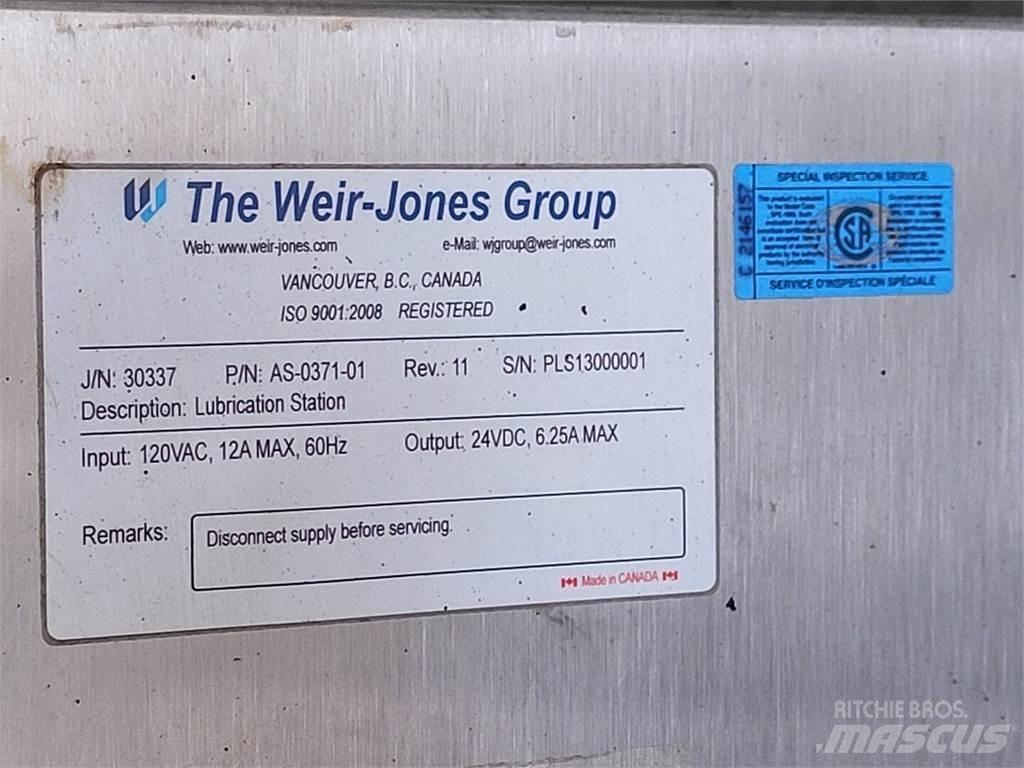 The Weir-Jones Group
Web: www.weir-jones.com e-Mail: wjgroup@weir-jones.com
VANCOUVER, B.C., CANADA
ISO 9001:2008 REGISTERED
J/N: 30337 P/N: AS-0371-01 Rev.: 11 S/N: PLS13000001
Description: Lubrication Station
Input: 120VAC, 12A MAX, 60Hz Output: 24VDC, 6.25A MAX
Remarks: Disconnect supply before servicing.
Made in CANADA
SPECIAL INSPECTION SERVICE
C 2146157
CSA
SERVICE D'INSPECTION SPÉCIALE
RITCHIE BROS.
MASCUS